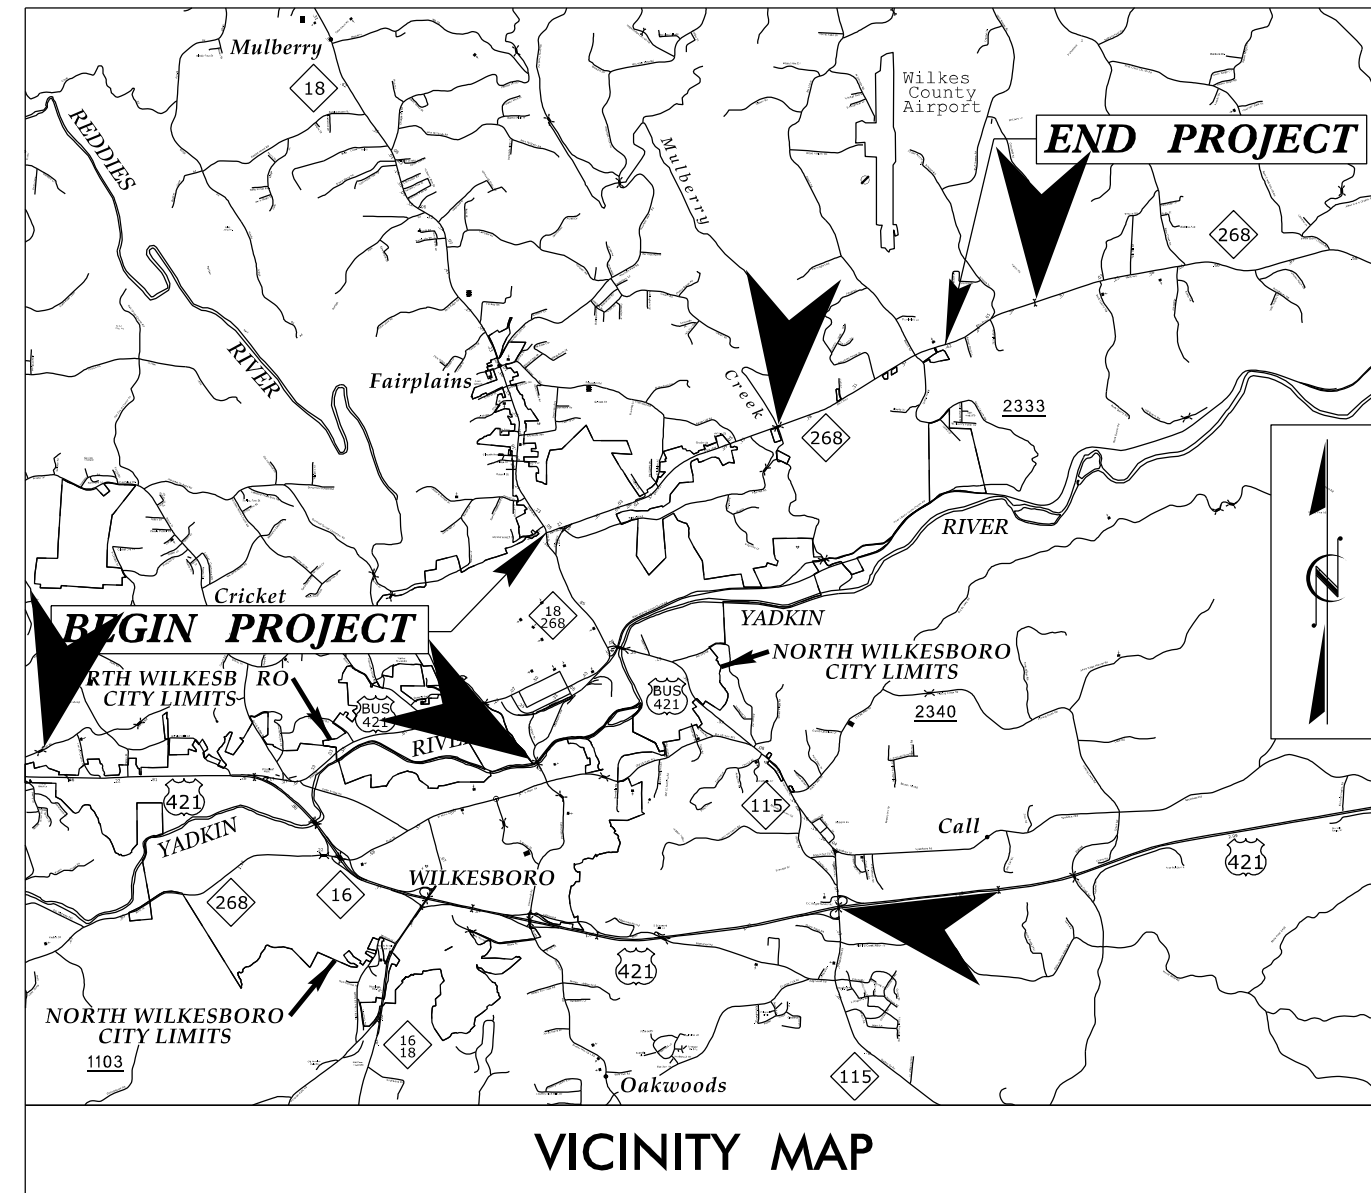 Mulberry
18
Wilkes
County
Airport
REDDIES
END PROJECT
Mulberry
268
RIVER
Fairplains
Creek
2333
268
RIVER
Cricket
18
268
YADKIN
BEGIN PROJECT
NORTH WILKESBORO
CITY LIMITS
RTH WILKESB RO
CITY LIMITS
BUS
421
BUS
421
2340
RIVE
421
115
YADKIN
Call
421
WILKESBORO
268
16
421
NORTH WILKESBORO
CITY LIMITS
16
18
1103
115
Oakwoods
N
VICINITY MAP